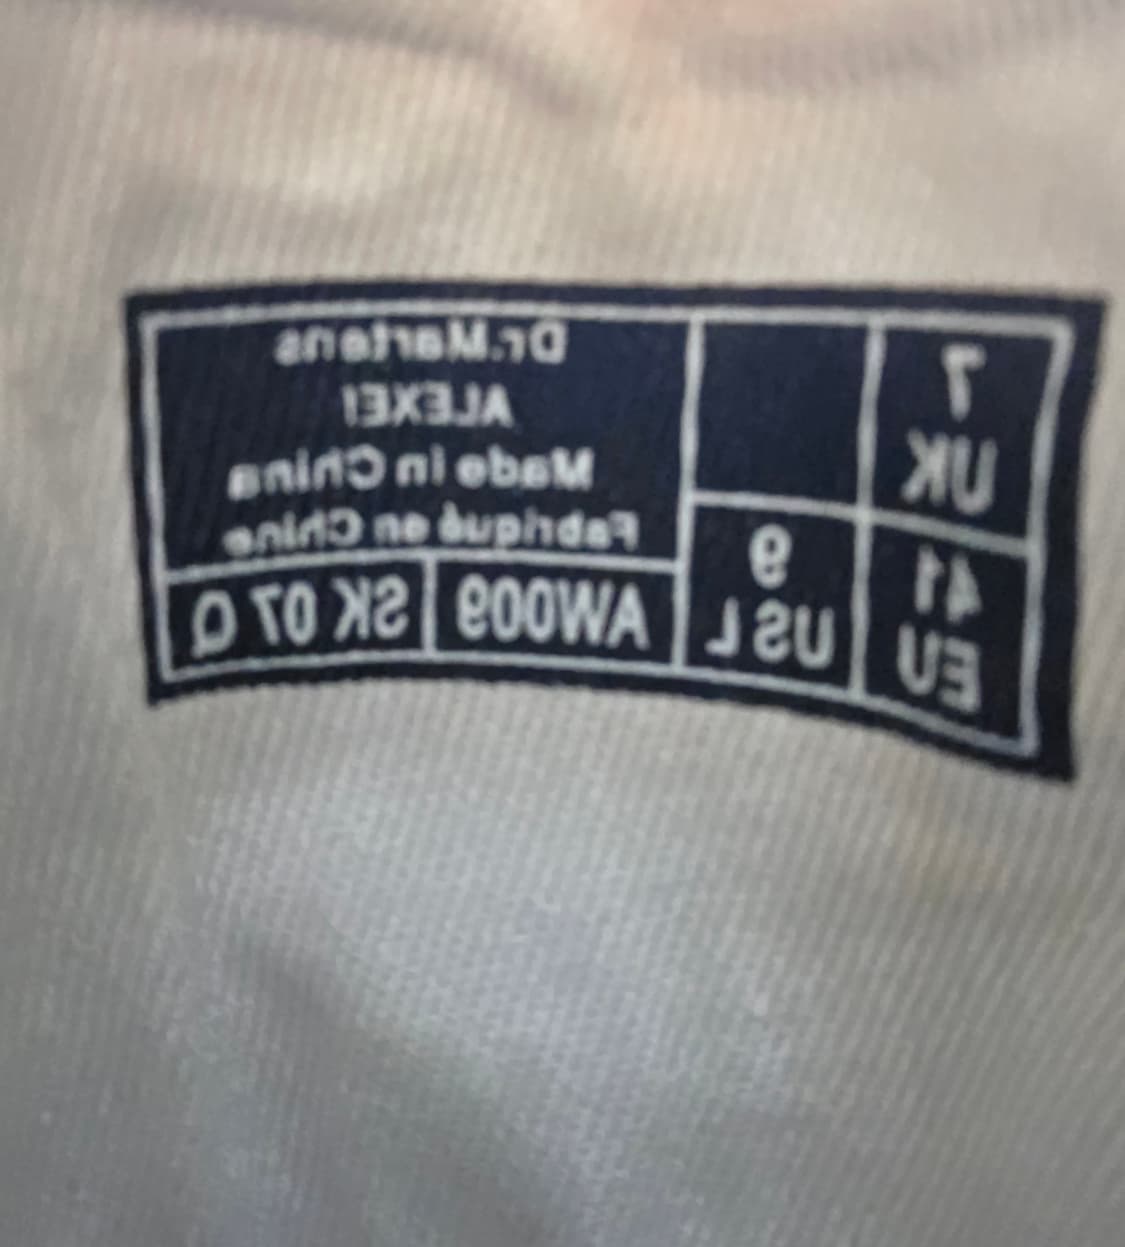 7
UK
41
EU
9
US L
Dr.Martens
ALEXEI
Made in China
Fabriqué en Chine
AW009 SK 07 Q